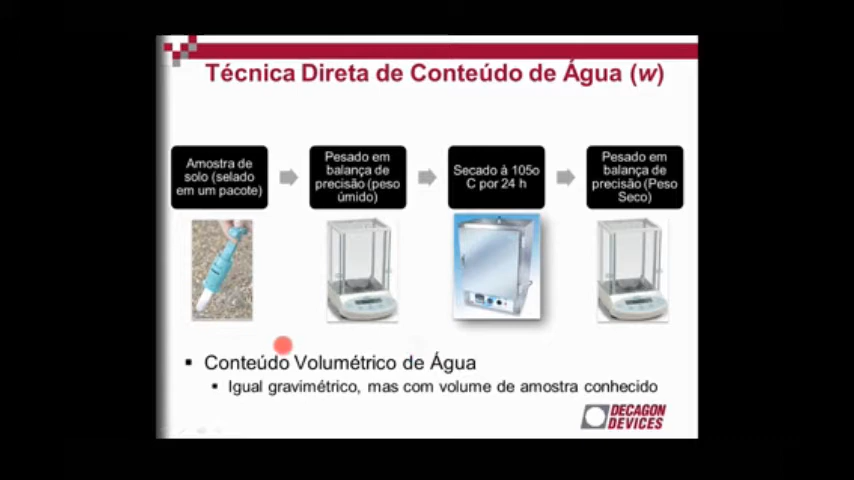 Técnica Direta de Conteúdo de Água (w)
Amostra de
solo (selado
em um pacote)
Pesado em
balança de
precisão (peso
úmido)
Secado à 105o
C por 24 h
Pesado em
balança de
precisão (Peso
Seco)
▪ Conteúdo Volumétrico de Água
▪ Igual gravimétrico, mas com volume de amostra conhecido
DECAGON
DEVICES